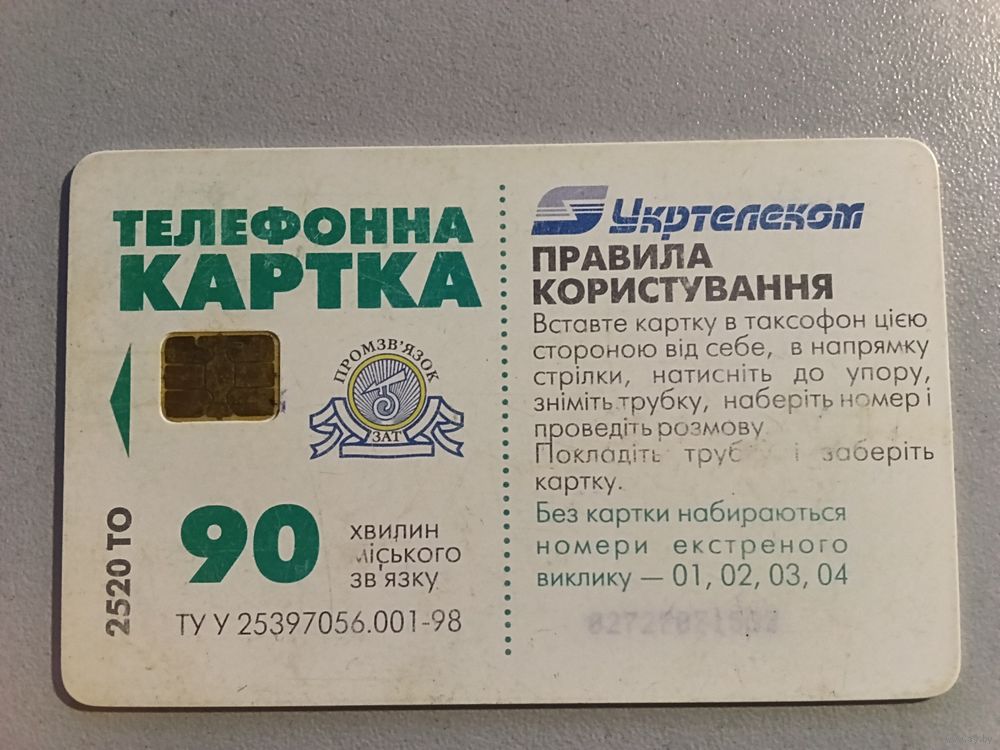 ТЕЛЕФОННА
КАРТКА
ПРОМЗВ'ЯЗОК
ЗАТ
2520 ТО
90
хвилин
міського
зв язку
ТУ У 25397056.001-98
Укртелеком
ПРАВИЛА
КОРИСТУВАННЯ
Вставте картку в таксофон цією
стороною від себе, в напрямку
стрілки, натисніть до упору,
зніміть трубку, наберіть номер і
проведіть розмову
Покладіть і заберіть
картку.
Без картки набираються
номери екстреного
виклику — 01, 02, 03, 04